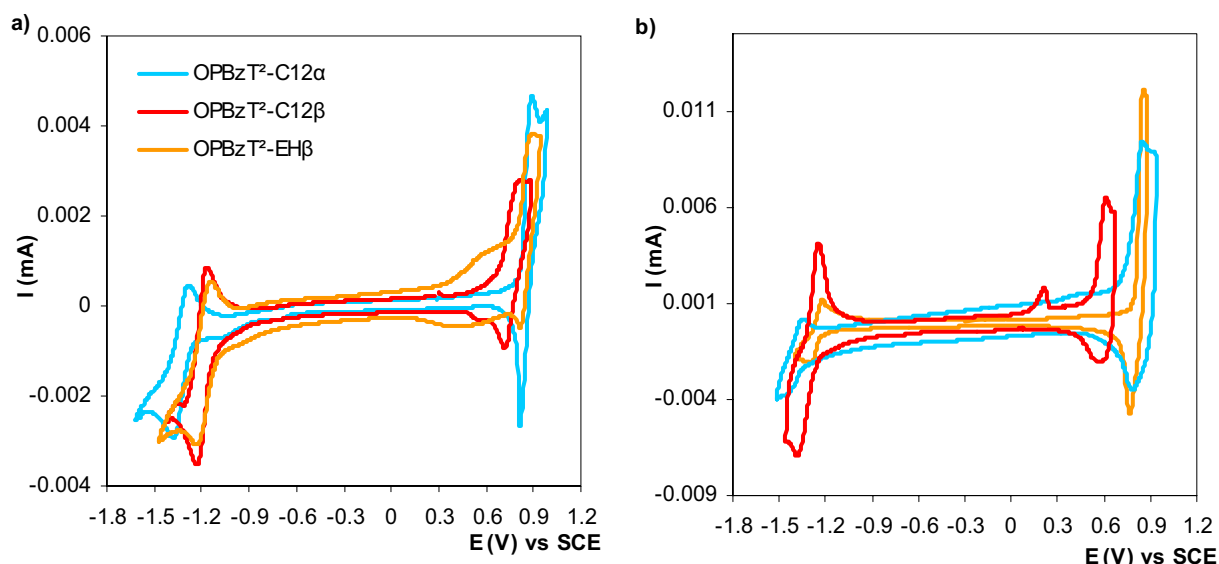 a)
0.006
0.004
0.002
0
-0.002
-0.004
I (mA)
OPBzT²-C12α
OPBzT²-C12β
OPBzT²-EHβ
-1.8 -1.5 -1.2 -0.9 -0.6 -0.3 0 0.3 0.6 0.9 1.2
E (V) vs SCE
b)
0.011
0.006
0.001
-0.004
-0.009
I (mA)
-1.8 -1.5 -1.2 -0.9 -0.6 -0.3 0 0.3 0.6 0.9 1.2
E (V) vs SCE